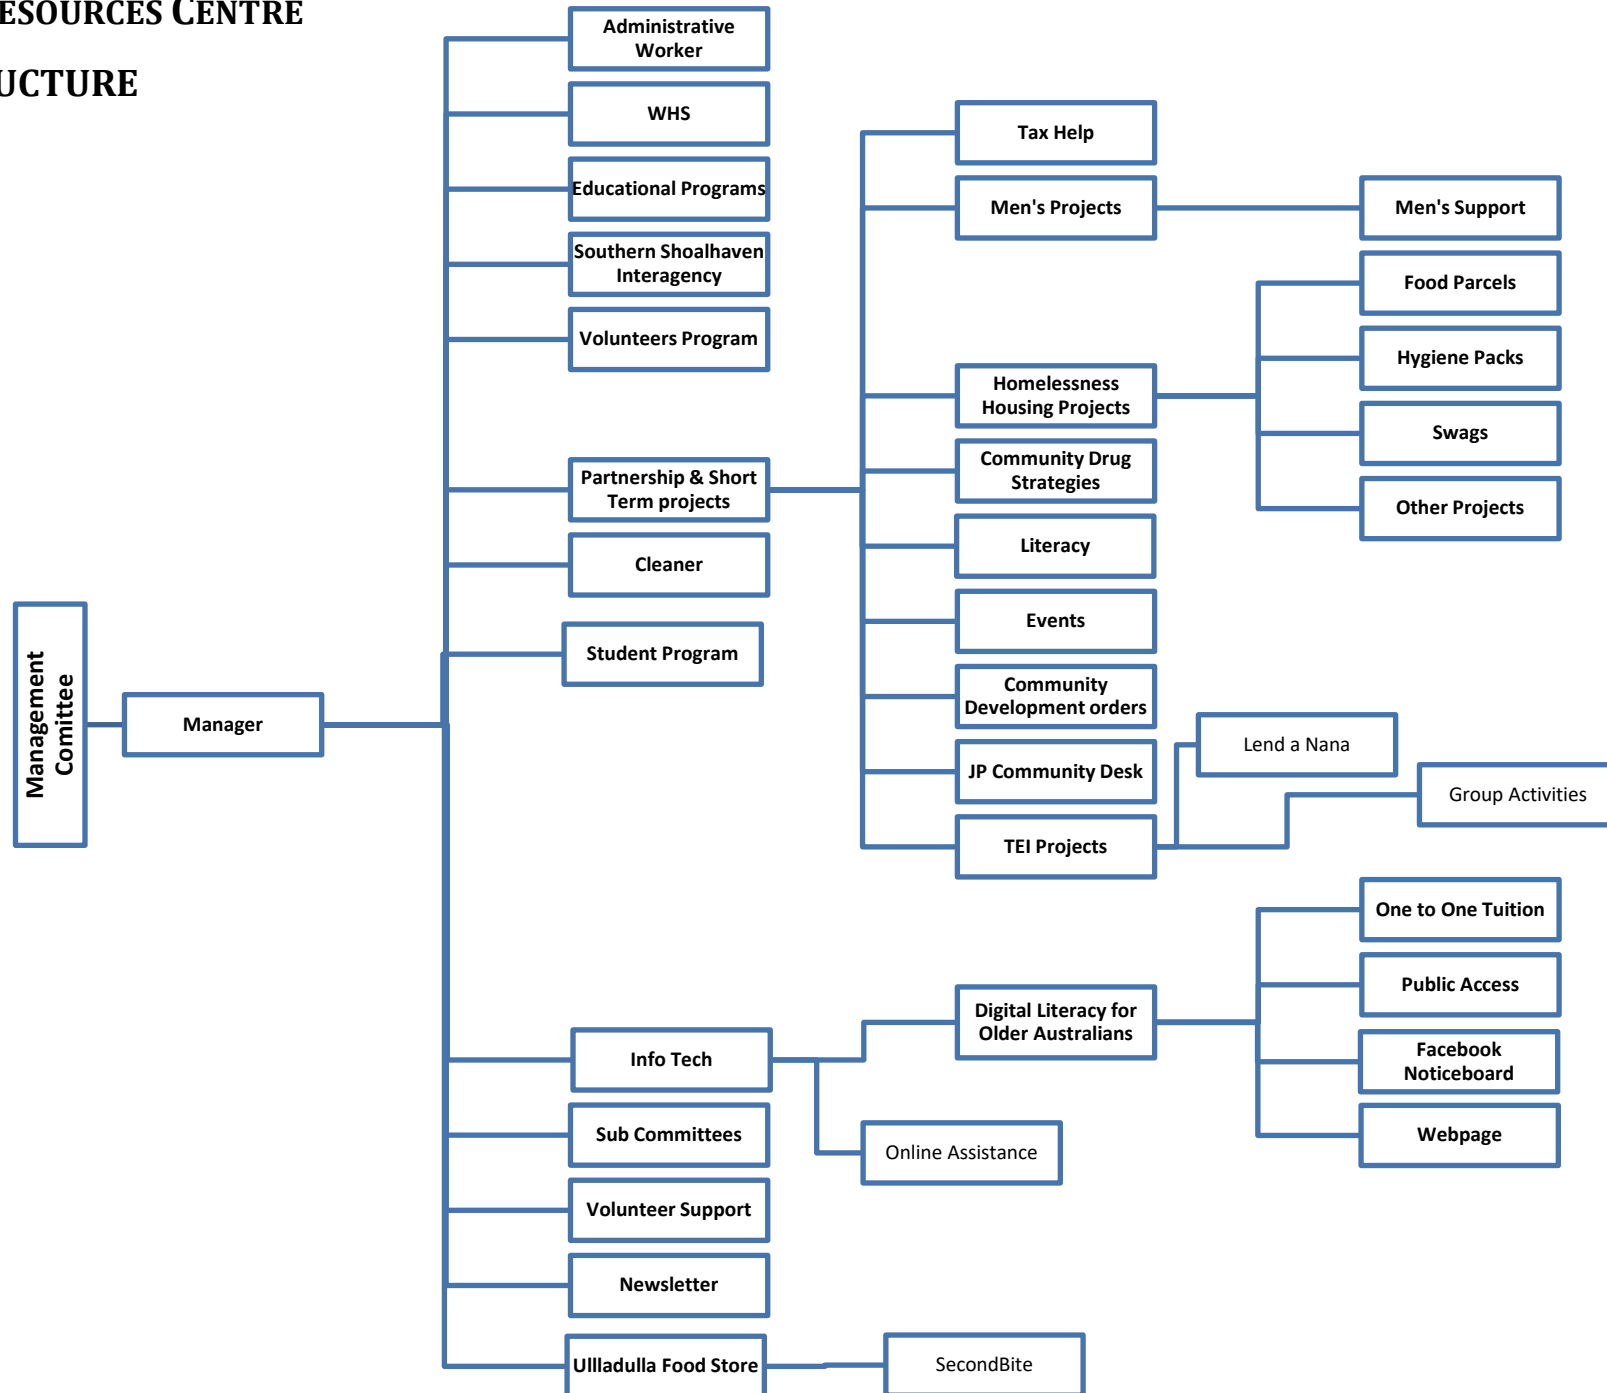 ESOURCES CENTRE
UCTURE
Administrative
Worker
WHS
Educational Programs
Southern Shoalhaven
Interagency
Volunteers Program
Partnership & Short
Term projects
Cleaner
Student Program
Management
Comittee
Manager
Tax Help
Men's Projects
Men's Support
Homelessness
Housing Projects
Food Parcels
Hygiene Packs
Swags
Other Projects
Community Drug
Strategies
Literacy
Events
Community
Development orders
JP Community Desk
TEI Projects
Lend a Nana
Group Activities
Info Tech
Digital Literacy for
Older Australians
One to One Tuition
Public Access
Facebook
Noticeboard
Webpage
Online Assistance
Sub Committees
Volunteer Support
Newsletter
Ullladulla Food Store
SecondBite